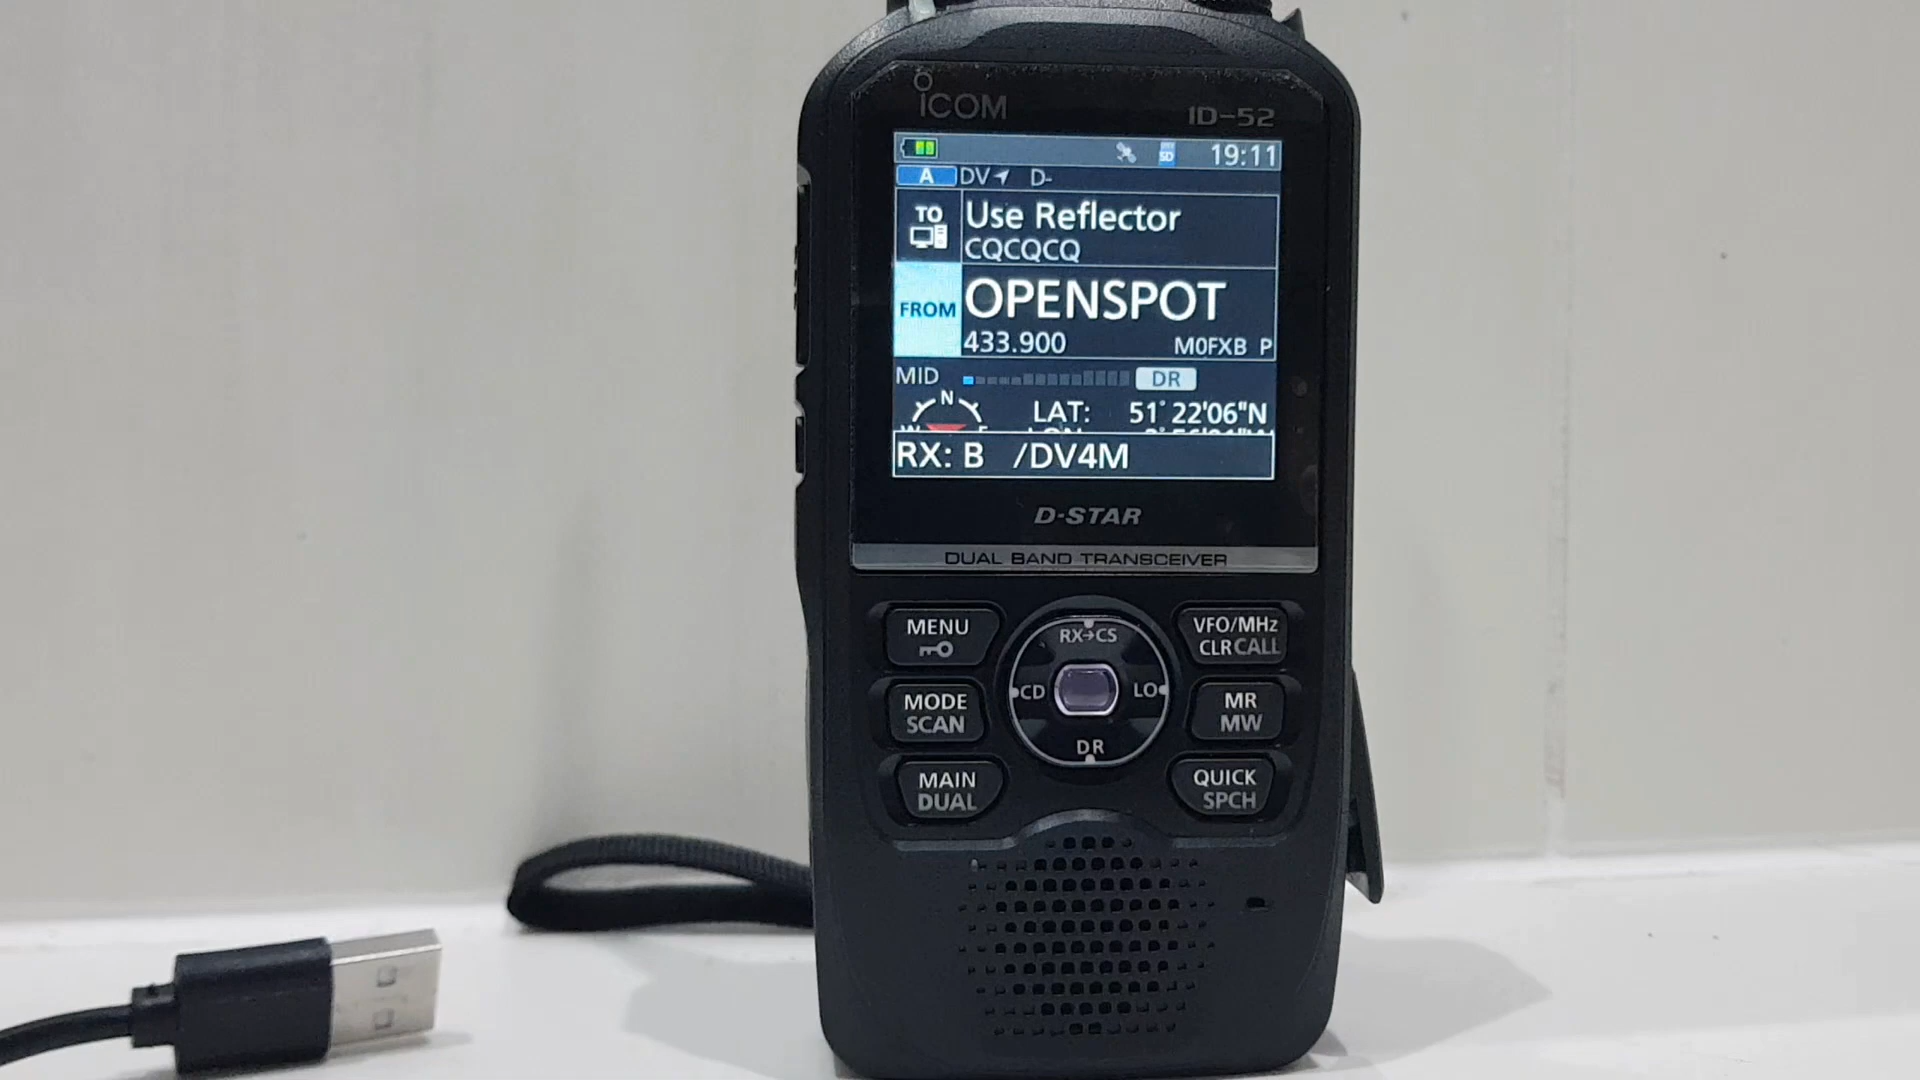 ICOM
ID-52
SD 19:11
A DV D-
TO Use Reflector
CQCQCQ
FROM OPENSPOT
433.900 M0FXB P
MID DR
N
LAT: 51° 22'06"N
RX: B /DV4M
D-STAR
DUAL BAND TRANSCEIVER
MENU
RX→CS
VFO/MHz
CLR CALL
MODE
SCAN
CD
LO
MR
MW
DR
MAIN
DUAL
QUICK
SPCH